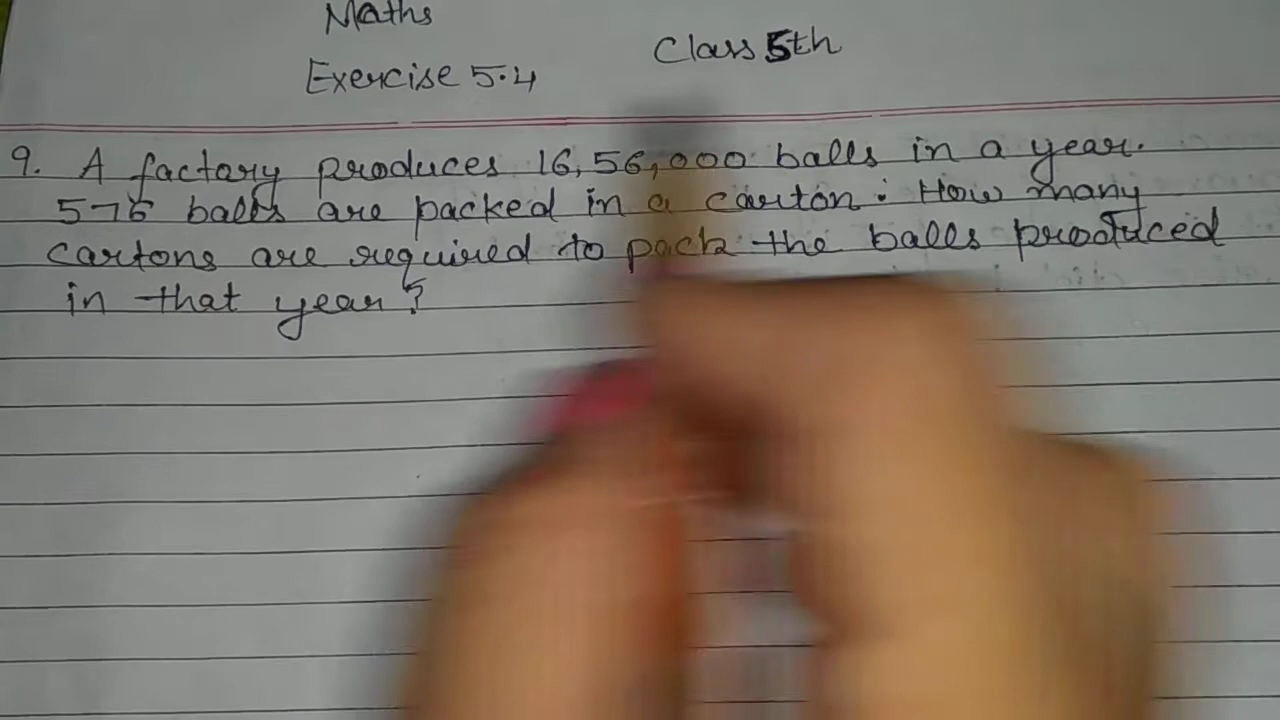 Maths
Class 5th
Exercise 5.4
9. A factory produces 16,56,000 balls in a year.
576 balls are packed in a carton. How many
cartons are required to pack the balls produced
in that year?